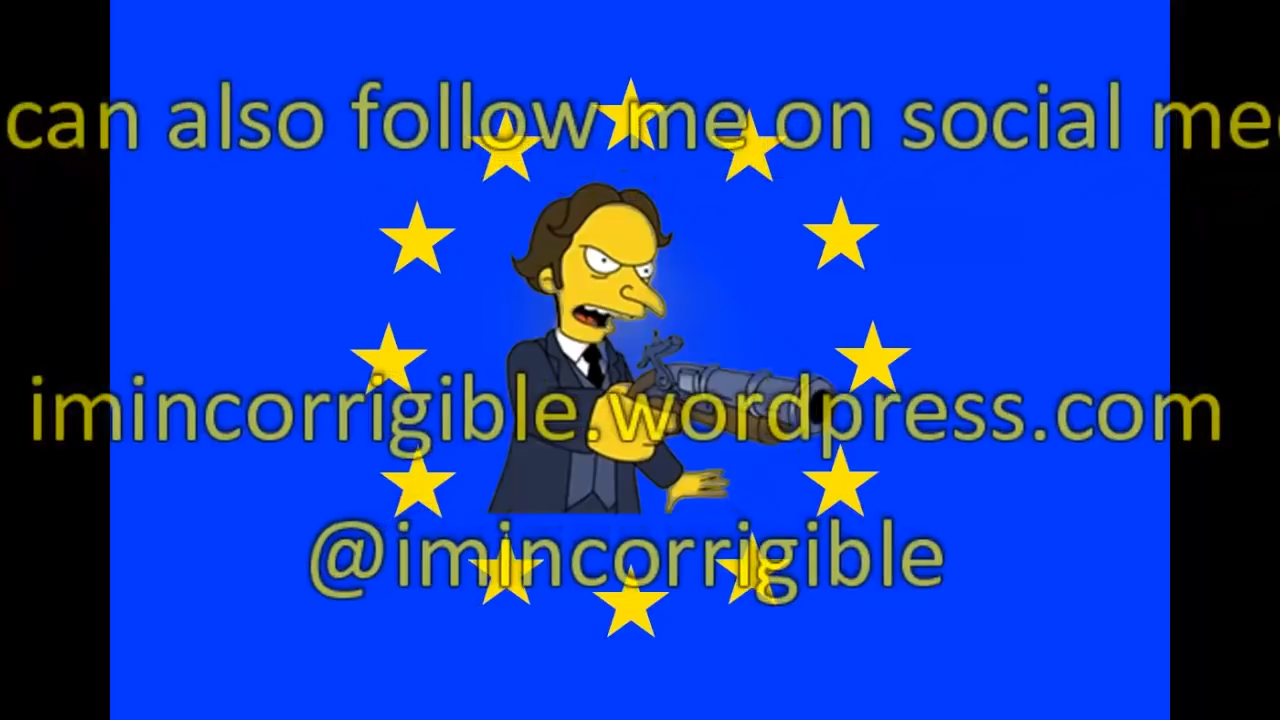 can also follow me on social me
imincorrigible.wordpress.com
@imincorrigible